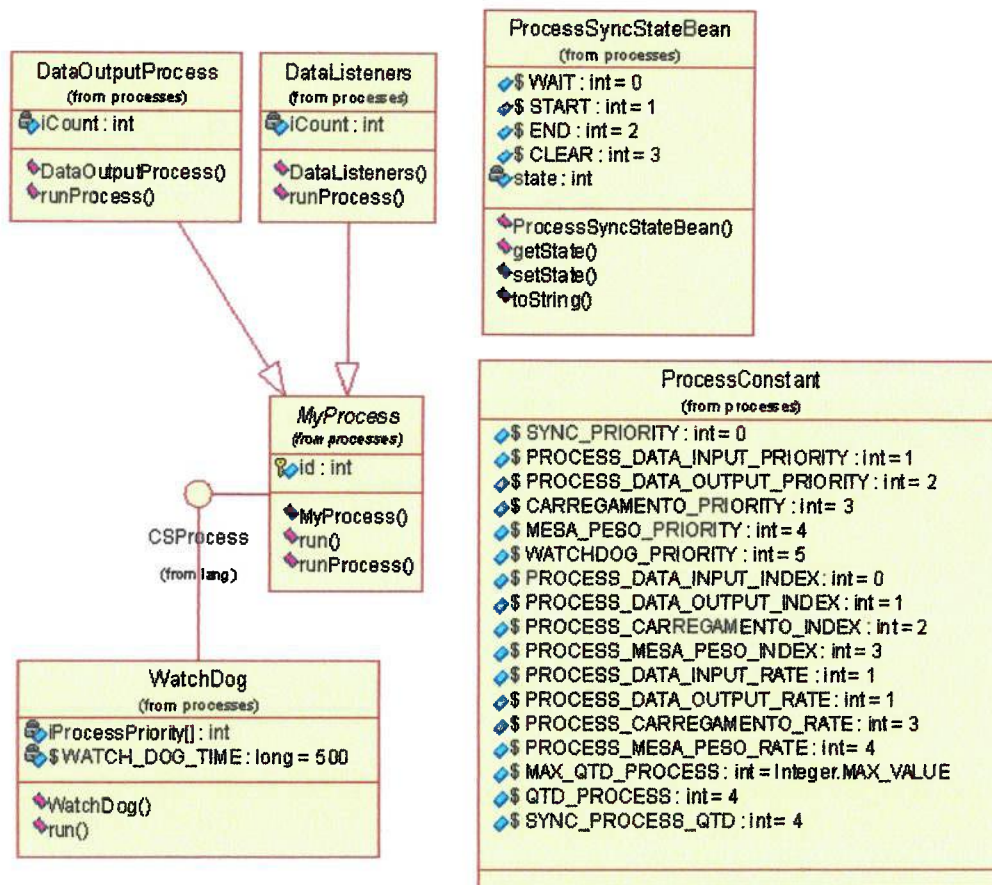 DataOutputProcess
(from processes)
iCount : int
DataOutputProcess()
runProcess()
DataListeners
(from processes)
iCount : int
DataListeners()
runProcess()
ProcessSyncStateBean
(from processes)
$ WAIT : int = 0
$ START : int = 1
$ END : int = 2
$ CLEAR : int = 3
state : int
ProcessSyncStateBean()
getState()
setState()
toString()
MyProcess
(from processes)
id : int
MyProcess()
run()
runProcess()
CSProcess
(from lang)
WatchDog
(from processes)
iProcessPriority[] : int
$ WATCH_DOG_TIME : long = 500
WatchDog()
run()
ProcessConstant
(from processes)
$ SYNC_PRIORITY : int = 0
$ PROCESS_DATA_INPUT_PRIORITY : int = 1
$ PROCESS_DATA_OUTPUT_PRIORITY : int = 2
$ CARREGAMENTO_PRIORITY : int = 3
$ MESA_PESO_PRIORITY : int = 4
$ WATCHDOG_PRIORITY : int = 5
$ PROCESS_DATA_INPUT_INDEX : int = 0
$ PROCESS_DATA_OUTPUT_INDEX : int = 1
$ PROCESS_CARREGAMENTO_INDEX : int = 2
$ PROCESS_MESA_PESO_INDEX : int = 3
$ PROCESS_DATA_INPUT_RATE : int = 1
$ PROCESS_DATA_OUTPUT_RATE : int = 1
$ PROCESS_CARREGAMENTO_RATE : int = 3
$ PROCESS_MESA_PESO_RATE : int = 4
$ MAX_QTD_PROCESS : int = Integer.MAX_VALUE
$ QTD_PROCESS : int = 4
$ SYNC_PROCESS_QTD : int = 4